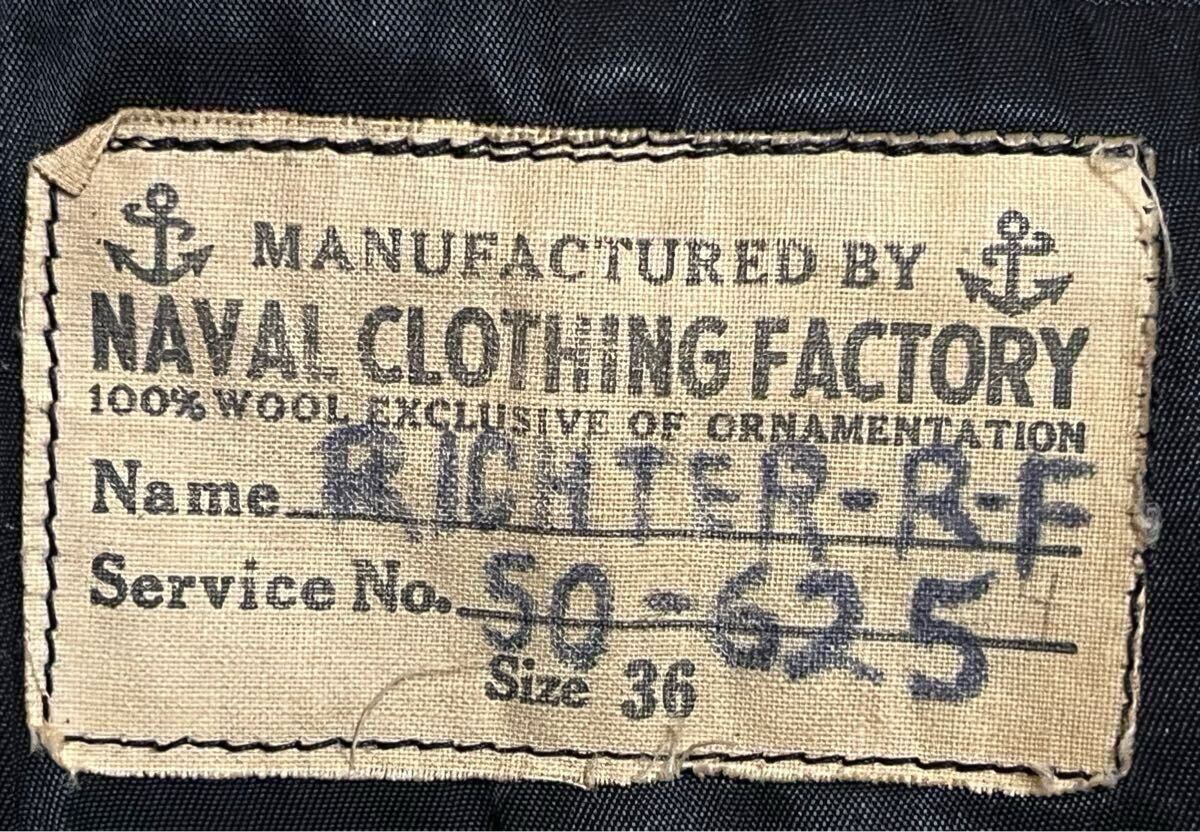 MANUFACTURED BY
NAVAL CLOTHING FACTORY
100% WOOL EXCLUSIVE OF ORNAMENTATION
Name RICHTER-R-F
Service No. 50-625
Size 36